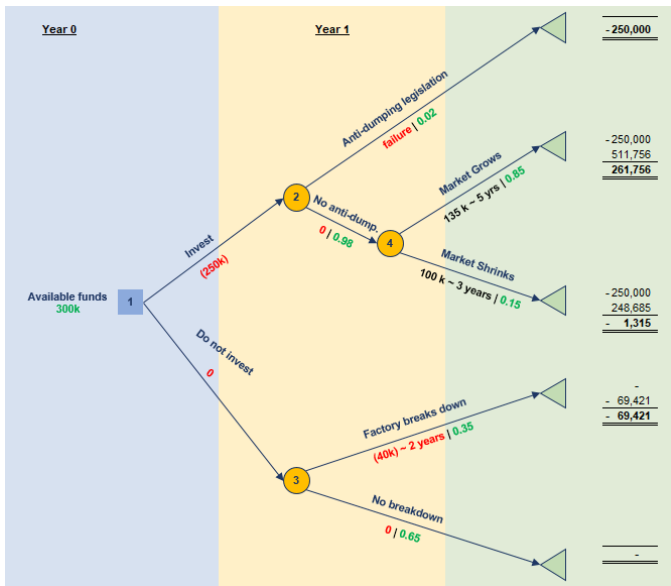 Year 0
Year 1
- 250,000
Anti-dumping legislation
failure | 0.02
-250,000
511,756
261,756
Market Grows
135 k ~ 5 yrs | 0.85
2
No anti-dump.
0 | 0.98
4
Invest
(250k)
Market Shrinks
100 k ~ 3 years | 0.15
-250,000
248,685
- 1,315
Available funds
300k
1
Do not invest
0
-
- 69,421
- 69,421
Factory breaks down
(40k) ~ 2 years | 0.35
3
No breakdown
0 | 0.65
-